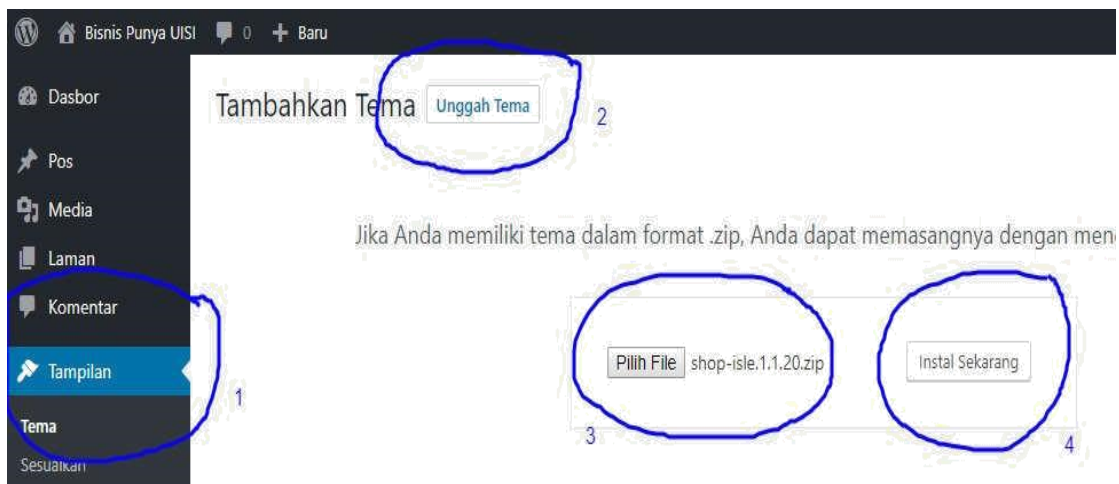 Bisnis Punya UISI 0 + Baru
Dasbor
Tambahkan Tema Unggah Tema
2
Pos
Media
Jika Anda memiliki tema dalam format .zip, Anda dapat memasangnya dengan men
Laman
Komentar
Tampilan
Pilih File shop-isle.1.1.20.zip Instal Sekarang
1
Tema
3
4
Sesuaikan